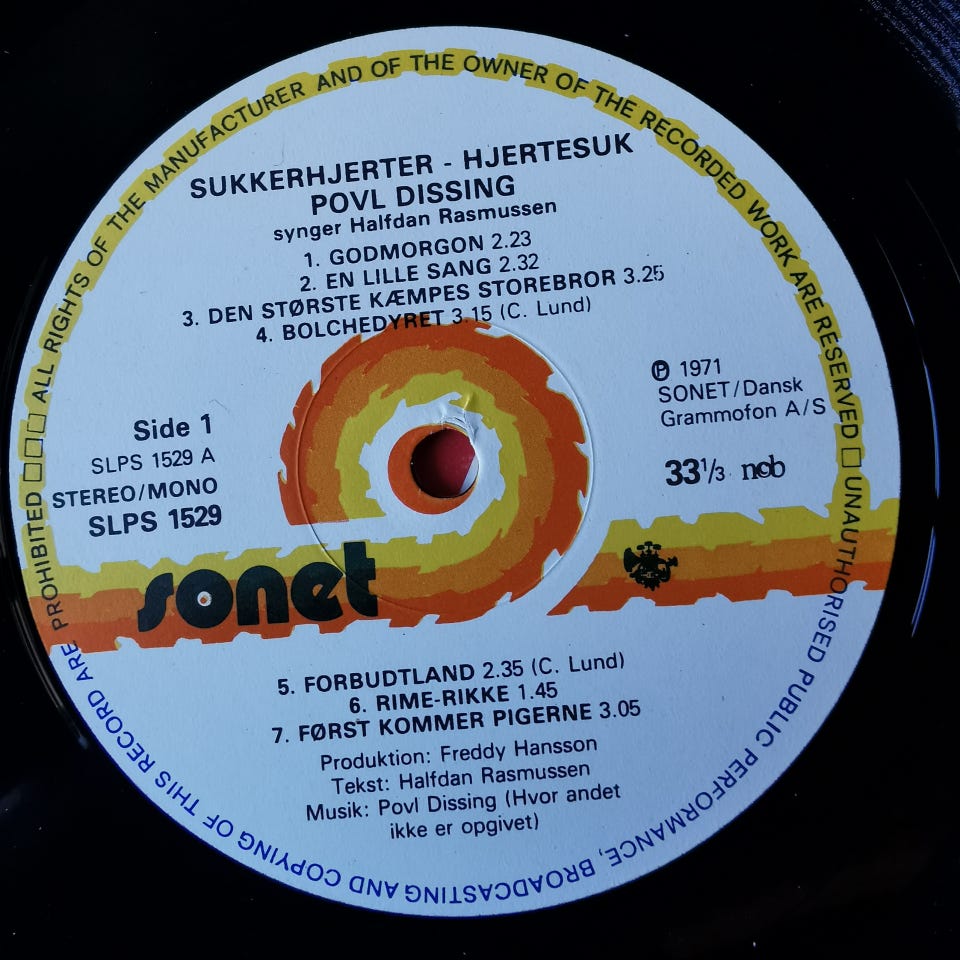 ALL RIGHTS OF THE MANUFACTURER AND OF THE OWNER OF THE RECORDED WORK ARE RESERVED □ UNAUTHORISED PUBLIC PERFORMANCE, BROADCASTING AND COPYING OF THIS RECORD ARE PROHIBITED □□□
SUKKERHJERTER - HJERTESUK
POVL DISSING
synger Halfdan Rasmussen
1. GODMORGON 2.23
2. EN LILLE SANG 2.32
3. DEN STØRSTE KÆMPES STOREBROR 3.25
4. BOLCHEDYRET 3.15 (C. Lund)
Side 1
SLPS 1529 A
STEREO/MONO
SLPS 1529
℗ 1971
SONET/Dansk
Grammofon A/S
33 1/3 ncb
sonet
5. FORBUDTLAND 2.35 (C. Lund)
6. RIME-RIKKE 1.45
7. FØRST KOMMER PIGERNE 3.05
Produktion: Freddy Hansson
Tekst: Halfdan Rasmussen
Musik: Povl Dissing (Hvor andet
ikke er opgivet)